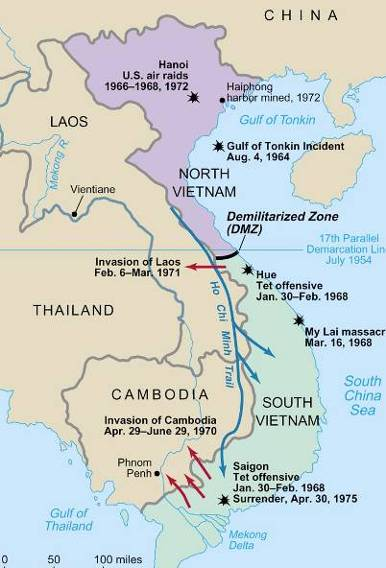 CHINA
Hanoi
U.S. air raids
1966–1968, 1972
Haiphong
harbor mined, 1972
LAOS
Gulf of Tonkin
Gulf of Tonkin Incident
Aug. 4, 1964
Mekong R.
NORTH
VIETNAM
Vientiane
Demilitarized Zone
(DMZ)
17th Parallel
Demarcation Lin
July 1954
Invasion of Laos
Feb. 6–Mar. 1971
Hue
Tet offensive
Jan. 30–Feb. 1968
Ho Chi Minh Trail
THAILAND
My Lai massacr
Mar. 16, 1968
CAMBODIA
South
China
Sea
Invasion of Cambodia
Apr. 29–June 29, 1970
SOUTH
VIETNAM
Phnom
Penh
Saigon
Tet offensive
Jan. 30–Feb. 1968
Surrender, Apr. 30, 1975
Gulf of
Thailand
Mekong
Delta
0 50 100 miles